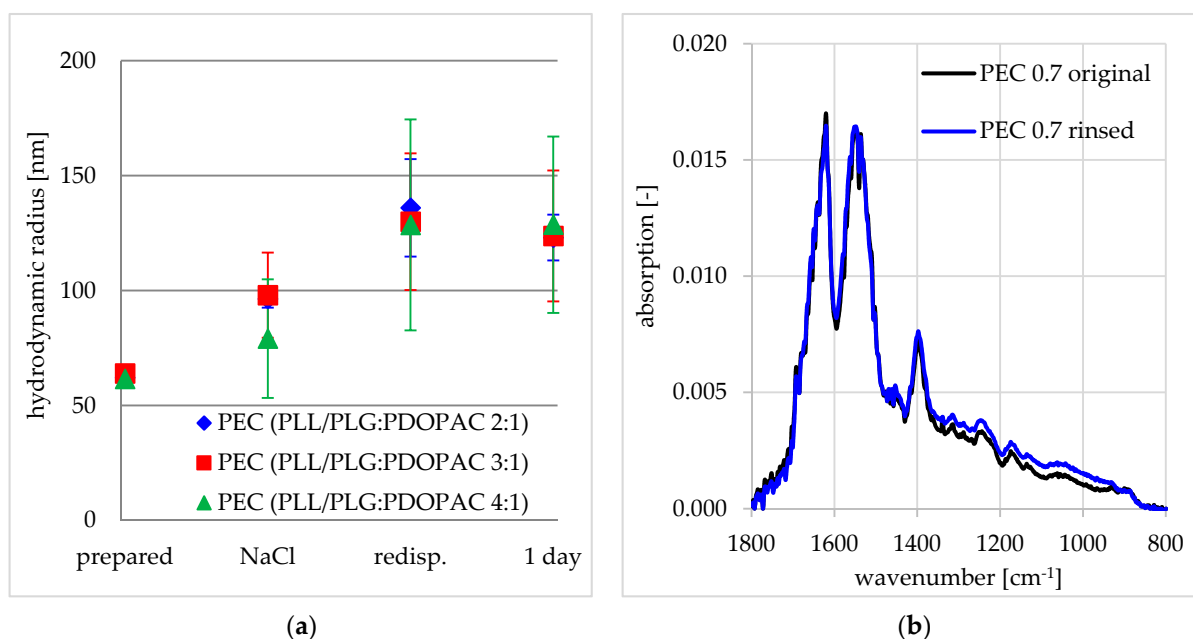 200
150
100
50
0
hydrodynamic radius [nm]
PEC (PLL/PLG:PDOPAC 2:1)
PEC (PLL/PLG:PDOPAC 3:1)
PEC (PLL/PLG:PDOPAC 4:1)
prepared NaCl redisp. 1 day
(a)
0.020
0.015
0.010
0.005
0.000
absorption [-]
PEC 0.7 original
PEC 0.7 rinsed
1800 1600 1400 1200 1000 800
wavenumber [cm-1]
(b)